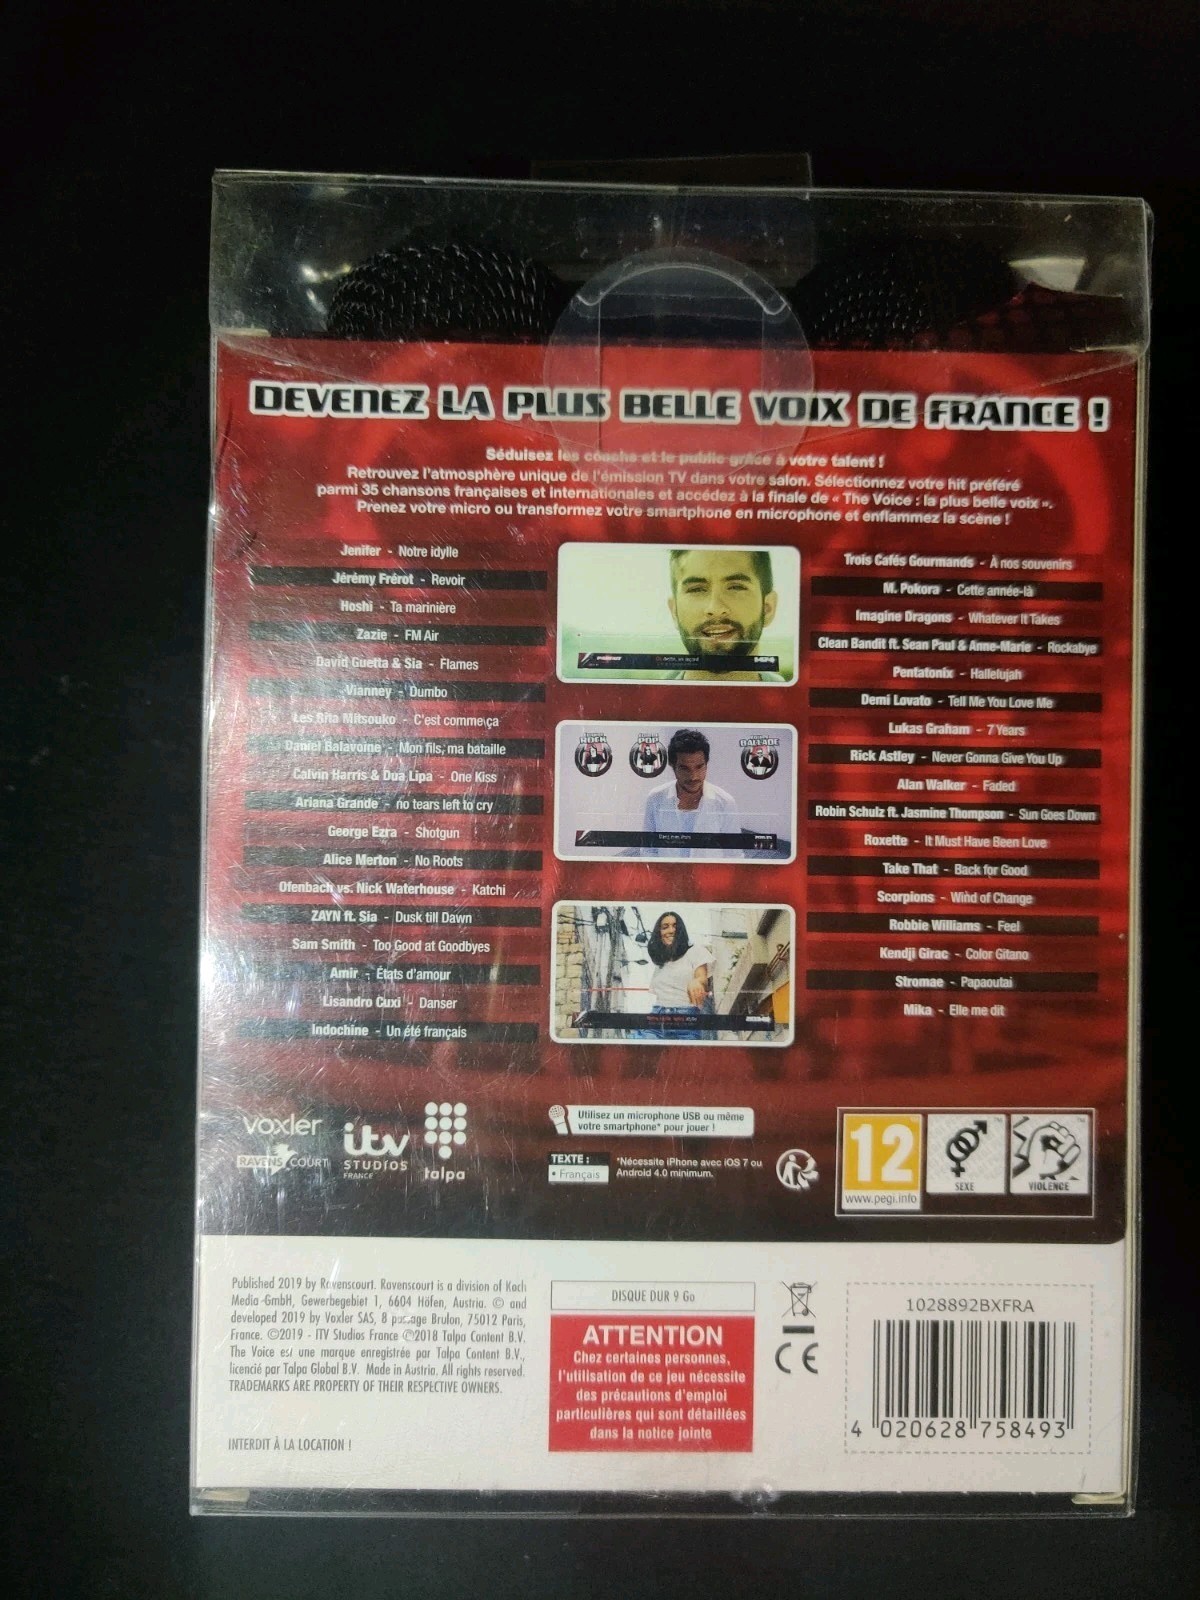 DEVENEZ LA PLUS BELLE VOIX DE FRANCE !
Séduisez les coachs et le public grâce à votre talent !
Retrouvez l'atmosphère unique de l'émission TV dans votre salon. Sélectionnez votre hit préféré
parmi 35 chansons françaises et internationales et accédez à la finale de « The Voice : la plus belle voix ».
Prenez votre micro ou transformez votre smartphone en microphone et enflammez la scène !
Jenifer - Notre idylle
Jérémy Frérot - Revoir
Hoshi - Ta marinière
Zazie - FM Air
David Guetta & Sia - Flames
Vianney - Dumbo
Les Rita Mitsouko - C'est comme ça
Daniel Balavoine - Mon fils, ma bataille
Calvin Harris & Dua Lipa - One Kiss
Ariana Grande - no tears left to cry
George Ezra - Shotgun
Alice Merton - No Roots
Ofenbach vs. Nick Waterhouse - Katchi
ZAYN ft. Sia - Dusk till Dawn
Sam Smith - Too Good at Goodbyes
Amir - États d'amour
Lisandro Cuxi - Danser
Indochine - Un été français
ROCK
POP
BALLADE
Trois Cafés Gourmands - À nos souvenirs
M. Pokora - Cette année-là
Imagine Dragons - Whatever It Takes
Clean Bandit ft. Sean Paul & Anne-Marie - Rockabye
Pentatonix - Hallelujah
Demi Lovato - Tell Me You Love Me
Lukas Graham - 7 Years
Rick Astley - Never Gonna Give You Up
Alan Walker - Faded
Robin Schulz ft. Jasmine Thompson - Sun Goes Down
Roxette - It Must Have Been Love
Take That - Back for Good
Scorpions - Wind of Change
Robbie Williams - Feel
Kendji Girac - Color Gitano
Stromae - Papaoutai
Mika - Elle me dit
voxler
RAVENSCOURT
itv
STUDIOS
FRANCE
talpa
Utilisez un microphone USB ou même
votre smartphone* pour jouer !
TEXTE :
• Français
*Nécessite iPhone avec iOS 7 ou
Android 4.0 minimum.
12
www.pegi.info
SEXE
VIOLENCE
Published 2019 by Ravenscourt. Ravenscourt is a division of Koch
Media GmbH, Gewerbegebiet 1, 6604 Höfen, Austria. © and
developed 2019 by Voxler SAS, 8 passage Brulon, 75012 Paris,
France. ©2019 - ITV Studios France ©2018 Talpa Content B.V.
The Voice est une marque enregistrée par Talpa Content B.V.,
licencié par Talpa Global B.V. Made in Austria. All rights reserved.
TRADEMARKS ARE PROPERTY OF THEIR RESPECTIVE OWNERS.
INTERDIT À LA LOCATION !
DISQUE DUR 9 Go
ATTENTION
Chez certaines personnes,
l'utilisation de ce jeu nécessite
des précautions d'emploi
particulières qui sont détaillées
dans la notice jointe
CE
1028892BXFRA
4 020628 758493